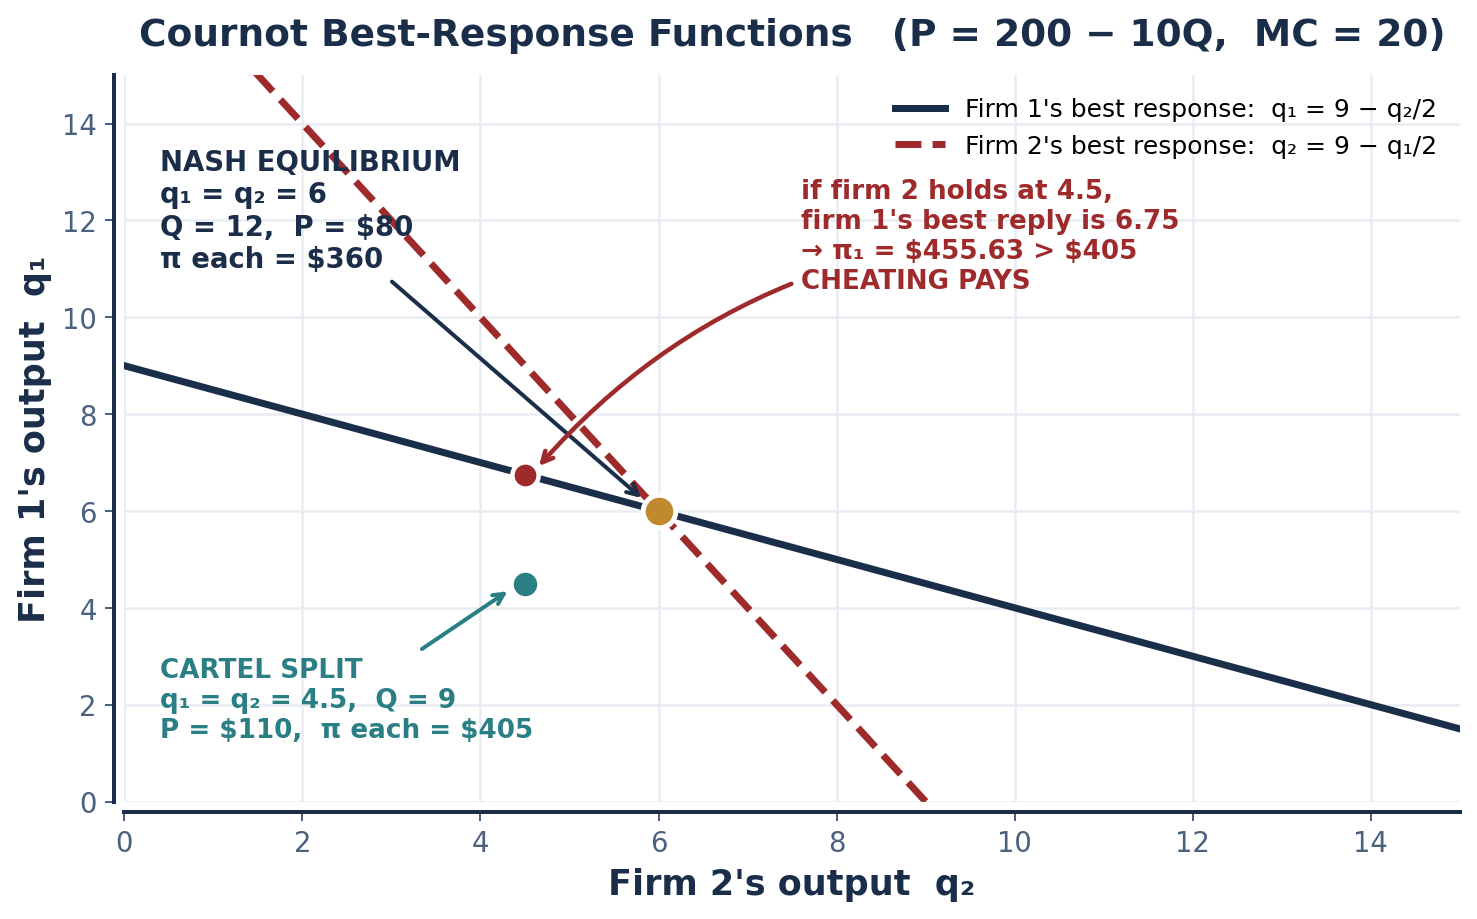 Cournot Best-Response Functions (P = 200 − 10Q, MC = 20)
Firm 1's best response: q₁ = 9 − q₂/2
Firm 2's best response: q₂ = 9 − q₁/2
NASH EQUILIBRIUM
q₁ = q₂ = 6
Q = 12, P = $80
π each = $360
if firm 2 holds at 4.5,
firm 1's best reply is 6.75
→ π₁ = $455.63 > $405
CHEATING PAYS
CARTEL SPLIT
q₁ = q₂ = 4.5, Q = 9
P = $110, π each = $405
Firm 1's output q₁
14
12
10
8
6
4
2
0
0 2 4 6 8 10 12 14
Firm 2's output q₂